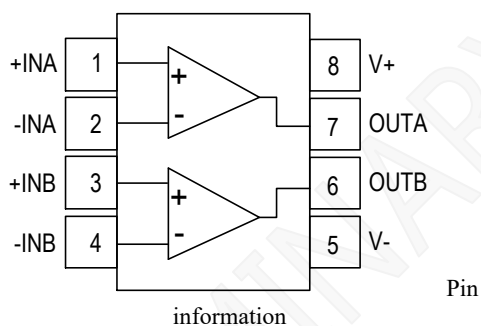 +INA 1 8 V+
+
-
-INA 2 7 OUTA
+INB 3 6 OUTB
+
-
-INB 4 5 V-
Pin
information